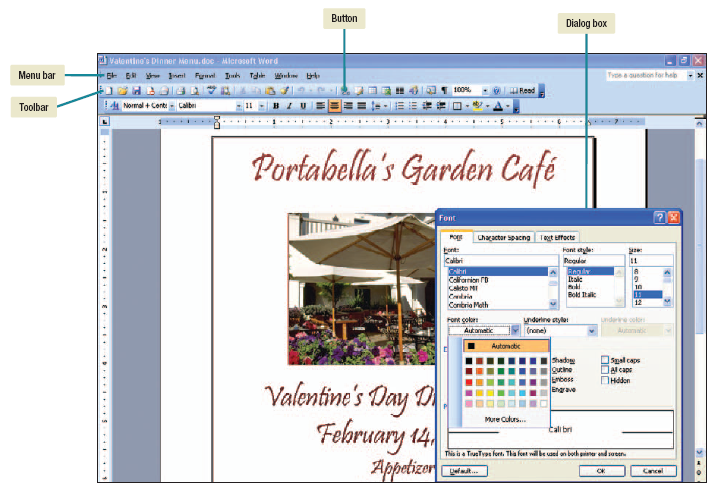 Button
Dialog box
Menu bar
Toolbar
Valentine's Dinner Menu.doc - Microsoft Word
File Edit View Insert Format Tools Table Window Help
Type a question for help
100% Read
Normal + Centr Calibri 11 B I U
Portabella's Garden Café
Valentine's Day D
February 14,
Appetizer
Font
Font Character Spacing Text Effects
Font: Font style: Size:
Calibri Regular 11
Calibri Regular 8
Californian FB Italic 9
Calisto MT Bold 10
Cambria Bold Italic 11
Cambria Math 12
Font color: Underline style: Underline color:
Automatic (none) Automatic
Automatic
Shadow Small caps
Outline All caps
Emboss Hidden
Engrave
More Colors...
Calibri
This is a TrueType font. This font will be used on both printer and screen.
Default... OK Cancel